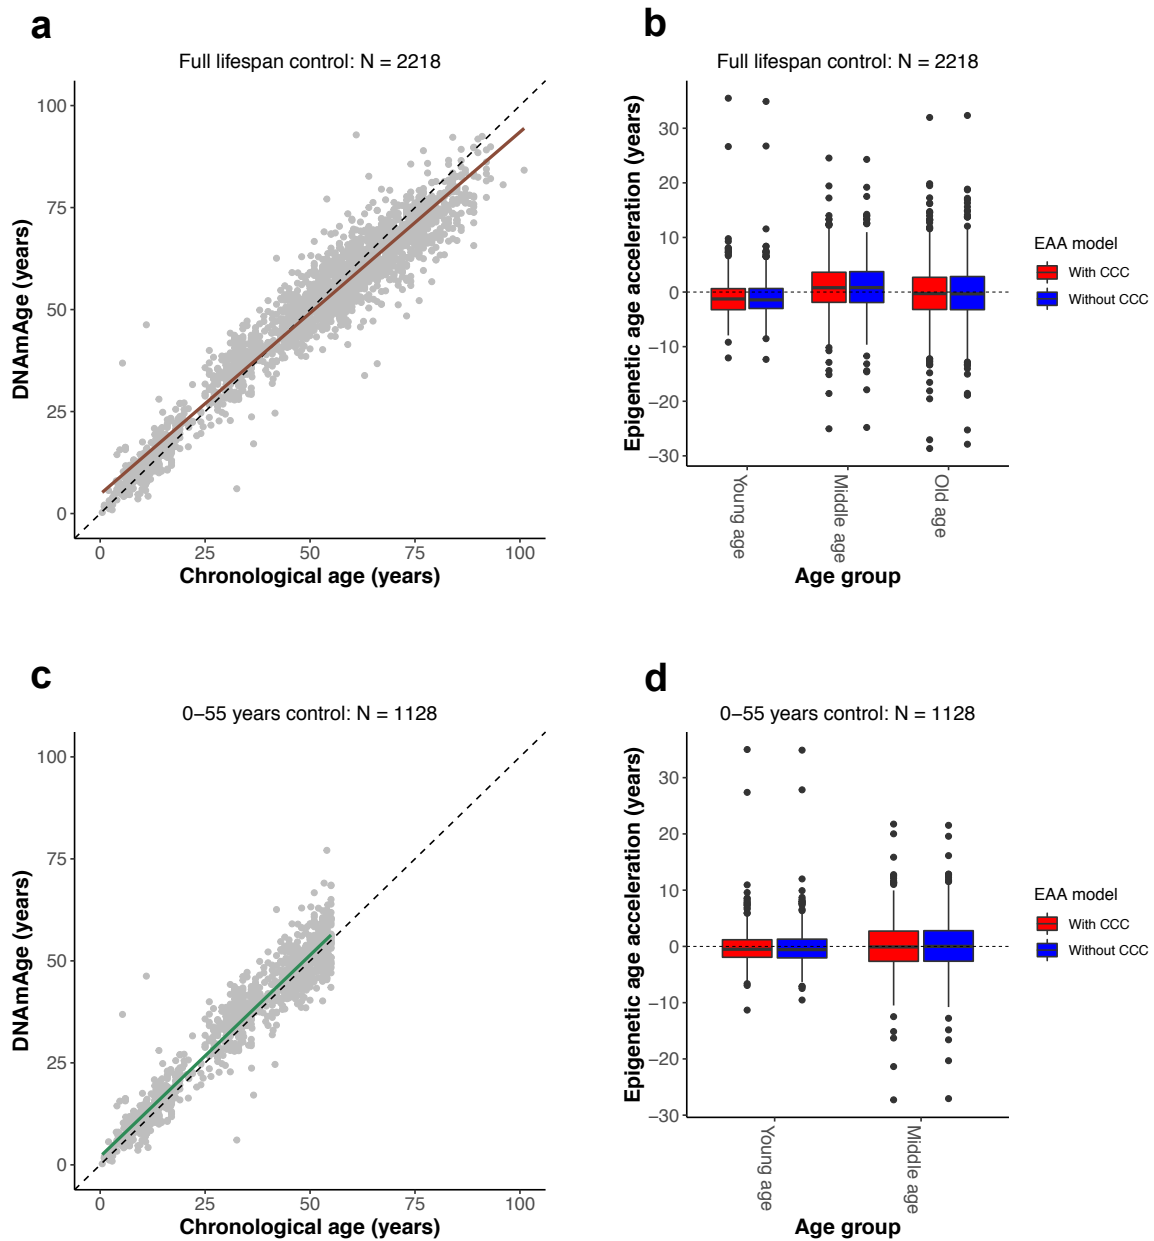 a
Full lifespan control: N = 2218
100
75
50
25
0
DNAmAge (years)
0 25 50 75 100
Chronological age (years)
b
Full lifespan control: N = 2218
30
20
10
0
−10
−20
−30
Epigenetic age acceleration (years)
Young age
Middle age
Old age
Age group
EAA model
With CCC
Without CCC
c
0−55 years control: N = 1128
100
75
50
25
0
DNAmAge (years)
0 25 50 75 100
Chronological age (years)
d
0−55 years control: N = 1128
30
20
10
0
−10
−20
−30
Epigenetic age acceleration (years)
Young age
Middle age
Age group
EAA model
With CCC
Without CCC